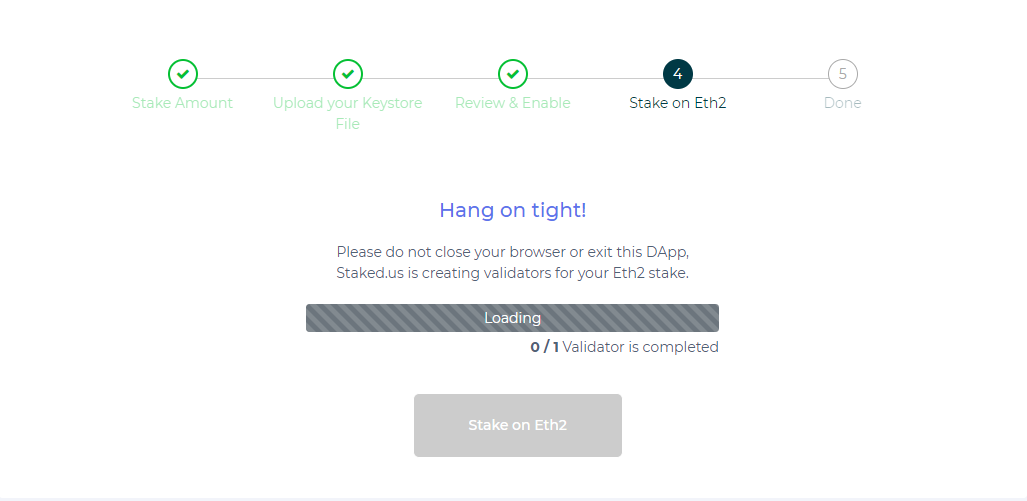 4
5
Stake Amount
Upload your Keystore
File
Review & Enable
Stake on Eth2
Done
Hang on tight!
Please do not close your browser or exit this DApp,
Staked.us is creating validators for your Eth2 stake.
Loading
0 / 1 Validator is completed
Stake on Eth2